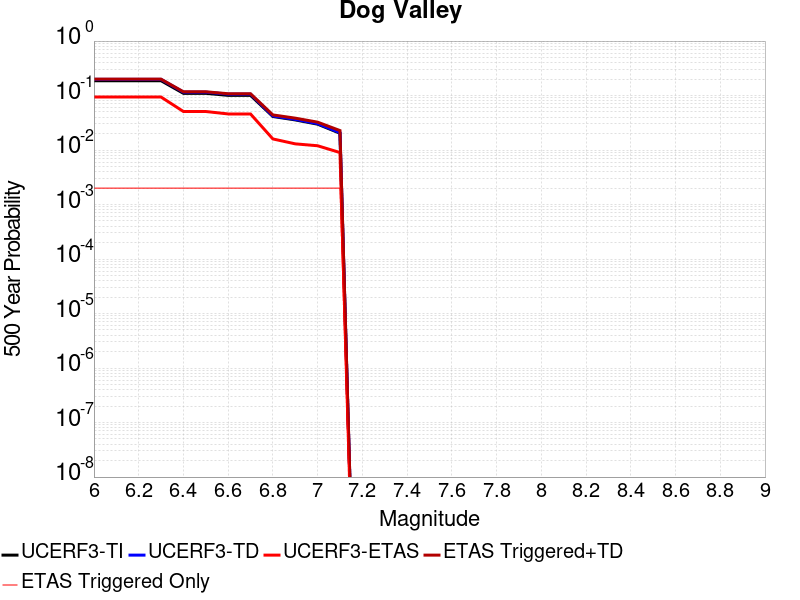 Dog Valley
500 Year Probability
10^0
10^-1
10^-2
10^-3
10^-4
10^-5
10^-6
10^-7
10^-8
6 6.2 6.4 6.6 6.8 7 7.2 7.4 7.6 7.8 8 8.2 8.4 8.6 8.8 9
Magnitude
UCERF3-TI UCERF3-TD UCERF3-ETAS ETAS Triggered+TD
ETAS Triggered Only